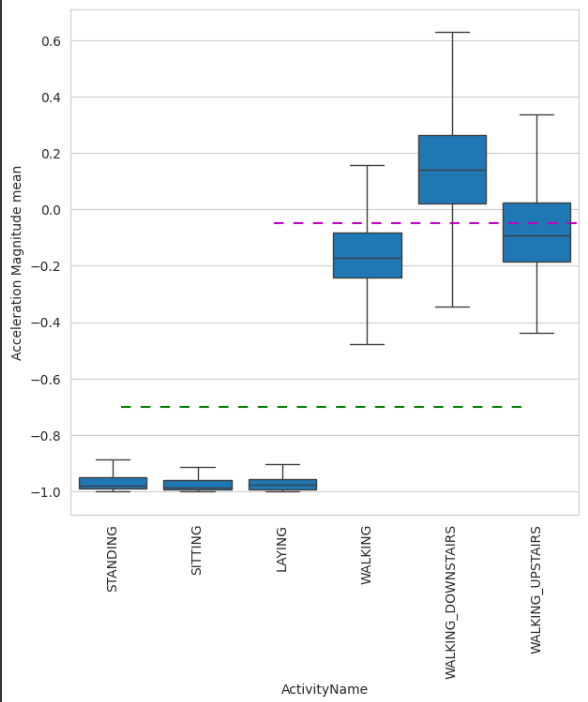 0.6
0.4
0.2
0.0
−0.2
−0.4
−0.6
−0.8
−1.0
Acceleration Magnitude mean
STANDING
SITTING
LAYING
WALKING
WALKING_DOWNSTAIRS
WALKING_UPSTAIRS
ActivityName